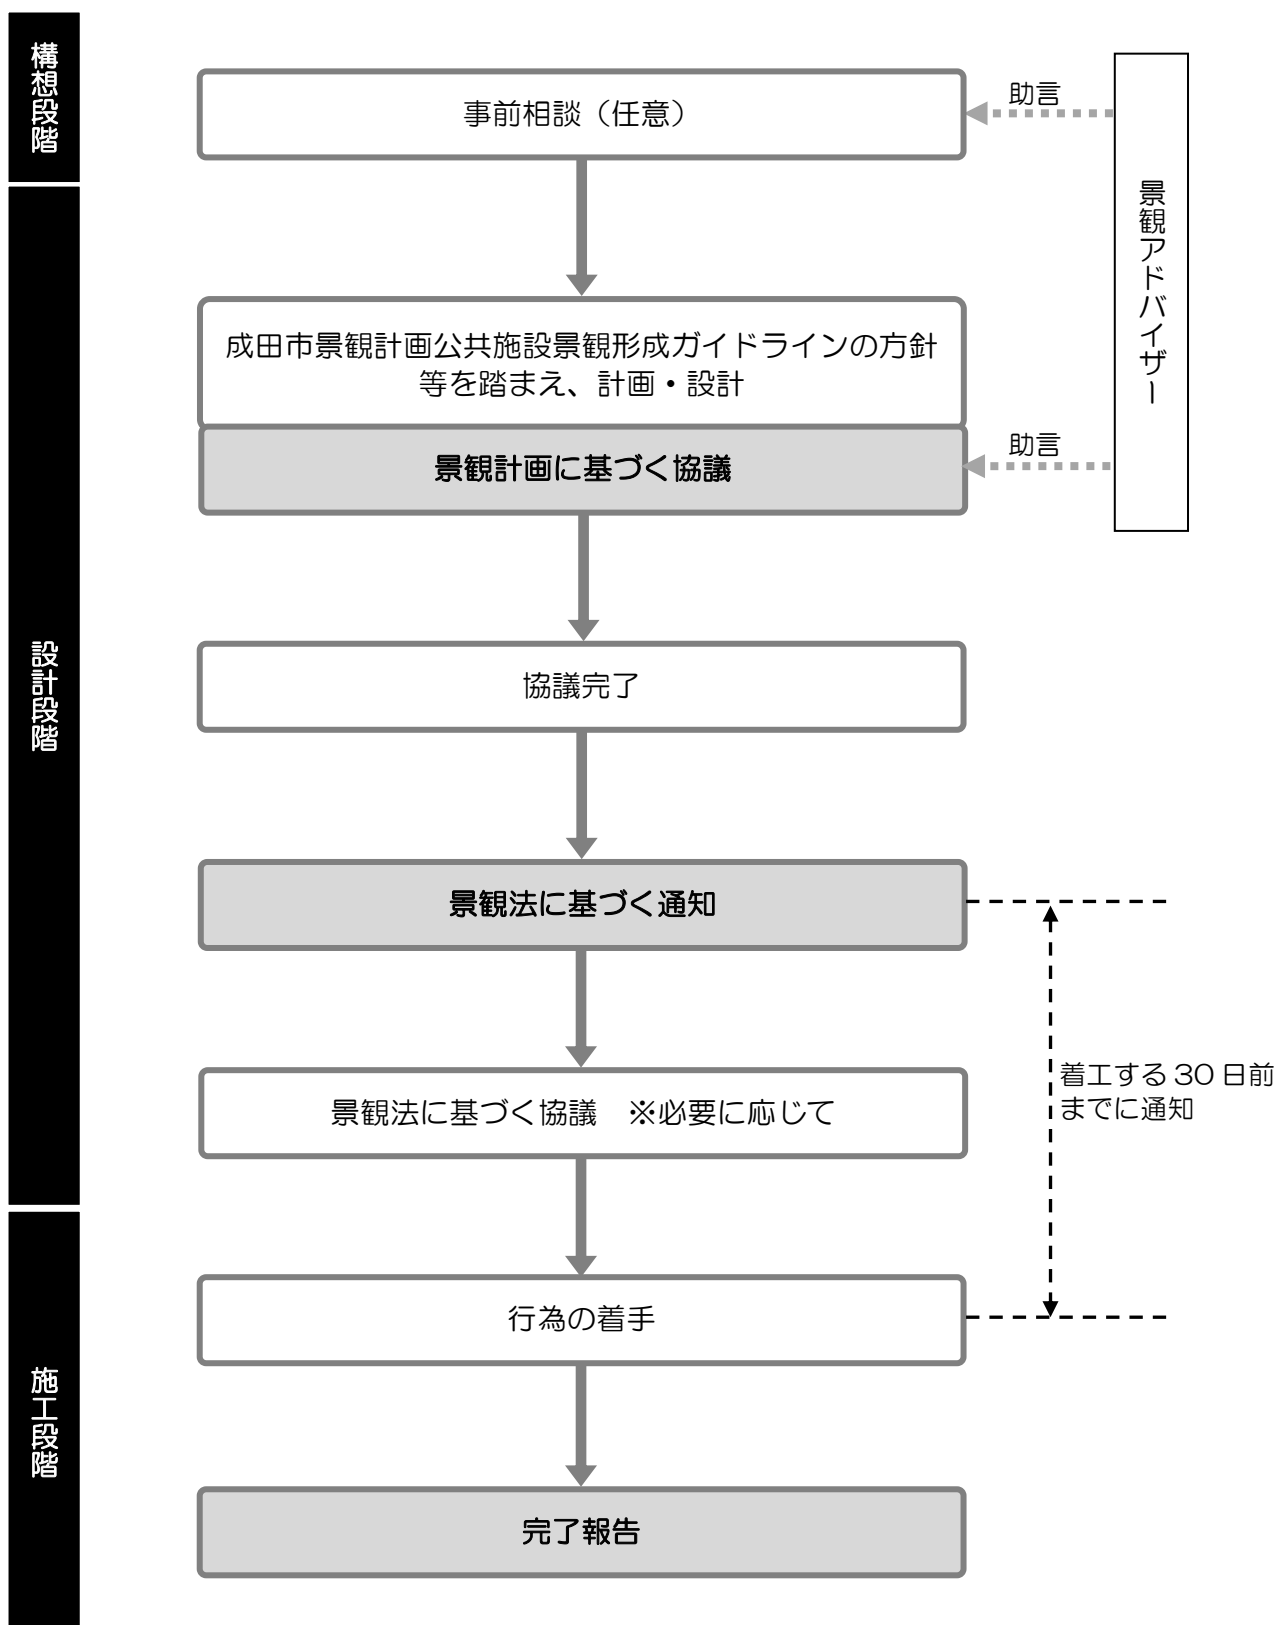 構想段階
事前相談（任意）
助言
景観アドバイザー
設計段階
成田市景観計画公共施設景観形成ガイドラインの方針
等を踏まえ、計画・設計
景観計画に基づく協議
助言
協議完了
景観法に基づく通知
景観法に基づく協議　※必要に応じて
着工する 30 日前
までに通知
施工段階
行為の着手
完了報告